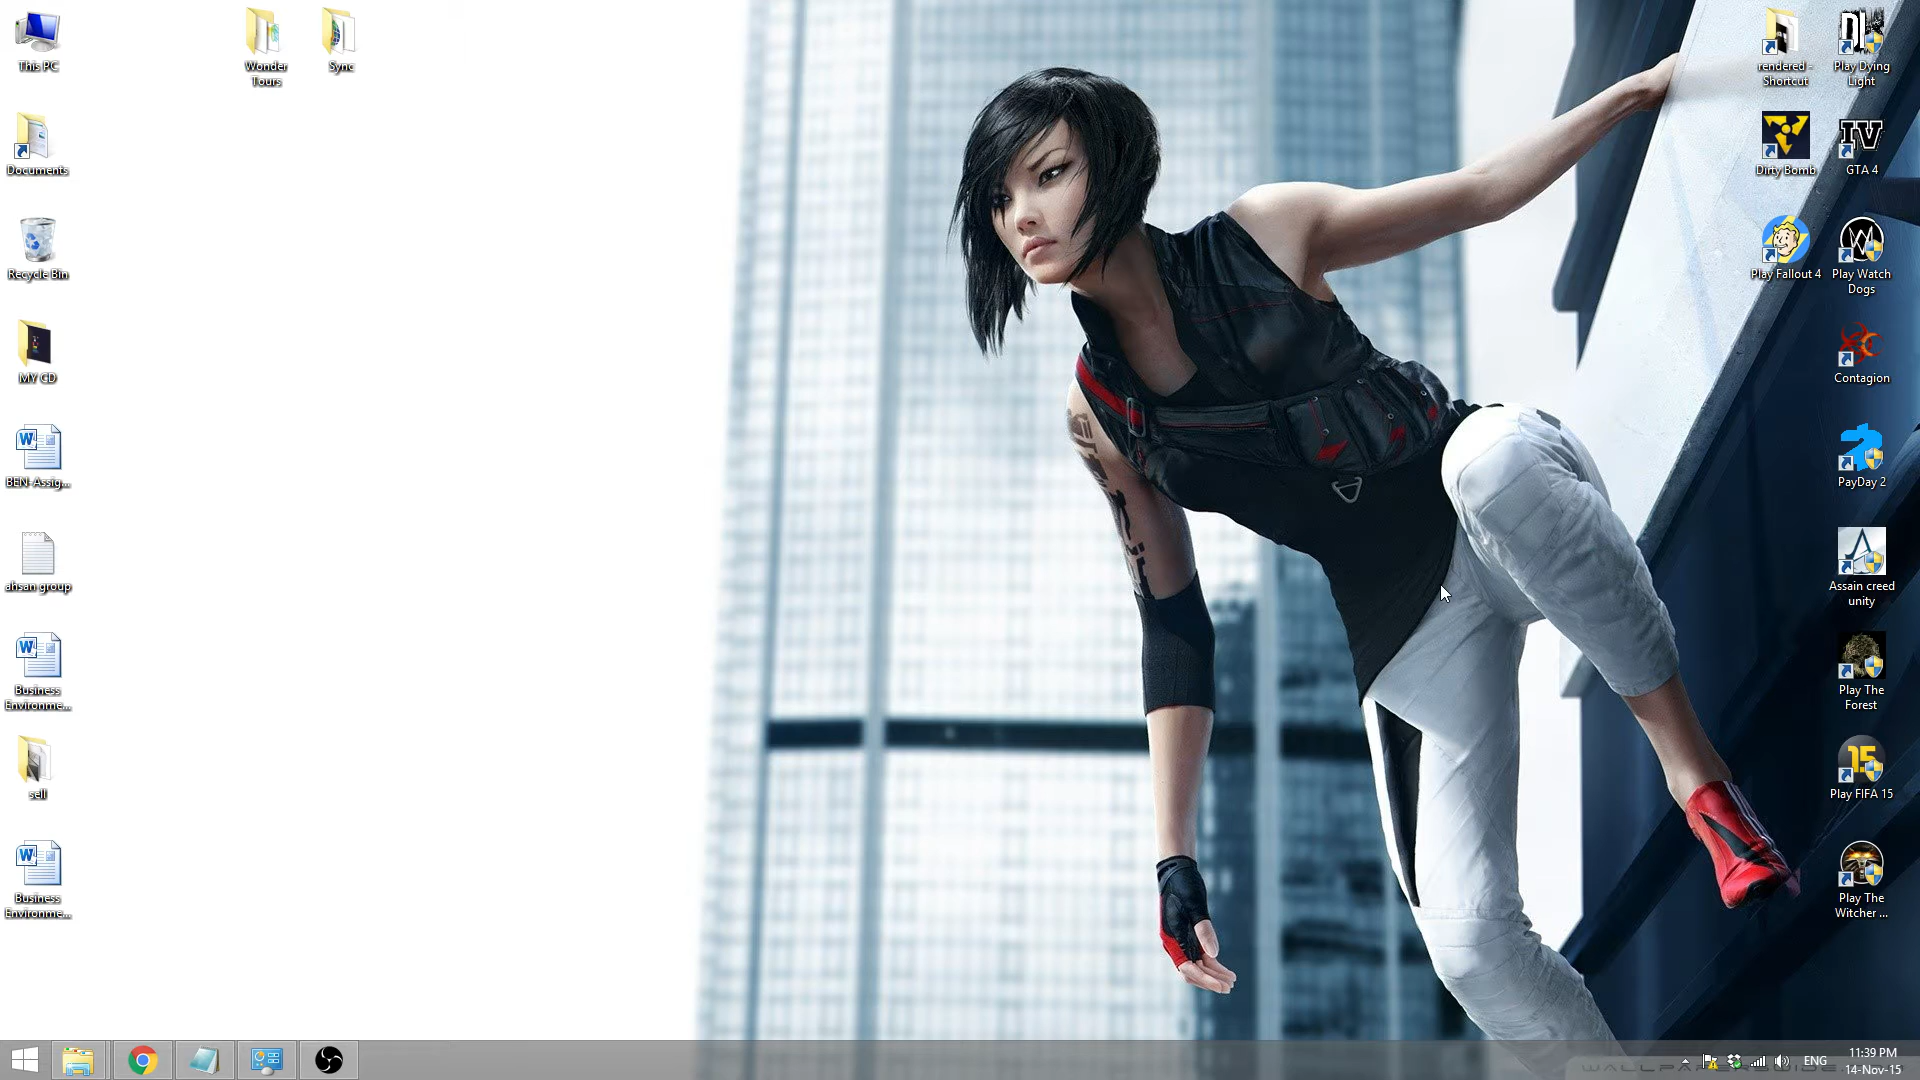 This PC
Wonder
Tours
Sync
rendered -
Shortcut
Play Dying
Light
Documents
Dirty Bomb
IV
GTA 4
Recycle Bin
Play Fallout 4
Play Watch
Dogs
MY CD
Contagion
W
BEN-Assig...
PayDay 2
ahsan group
Assain creed
unity
W
Business
Environme...
Play The
Forest
sell
15
Play FIFA 15
W
Business
Environme...
Play The
Witcher ...
ENG
11:39 PM
14-Nov-15